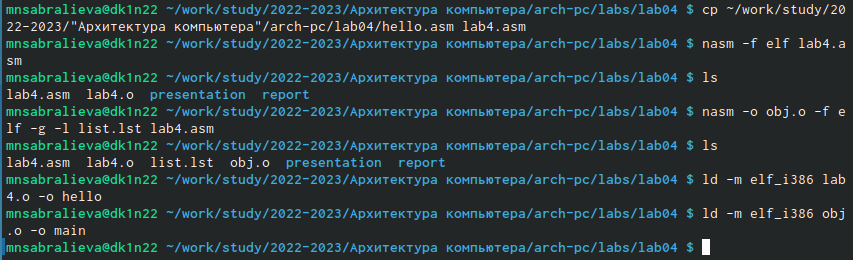 mnsabralieva@dk1n22 ~/work/study/2022-2023/Архитектура компьютера/arch-pc/labs/lab04 $ cp ~/work/study/20
22-2023/"Архитектура компьютера"/arch-pc/lab04/hello.asm lab4.asm
mnsabralieva@dk1n22 ~/work/study/2022-2023/Архитектура компьютера/arch-pc/labs/lab04 $ nasm -f elf lab4.a
sm
mnsabralieva@dk1n22 ~/work/study/2022-2023/Архитектура компьютера/arch-pc/labs/lab04 $ ls
lab4.asm  lab4.o  presentation  report
mnsabralieva@dk1n22 ~/work/study/2022-2023/Архитектура компьютера/arch-pc/labs/lab04 $ nasm -o obj.o -f e
lf -g -l list.lst lab4.asm
mnsabralieva@dk1n22 ~/work/study/2022-2023/Архитектура компьютера/arch-pc/labs/lab04 $ ls
lab4.asm  lab4.o  list.lst  obj.o  presentation  report
mnsabralieva@dk1n22 ~/work/study/2022-2023/Архитектура компьютера/arch-pc/labs/lab04 $ ld -m elf_i386 lab
4.o -o hello
mnsabralieva@dk1n22 ~/work/study/2022-2023/Архитектура компьютера/arch-pc/labs/lab04 $ ld -m elf_i386 obj
.o -o main
mnsabralieva@dk1n22 ~/work/study/2022-2023/Архитектура компьютера/arch-pc/labs/lab04 $